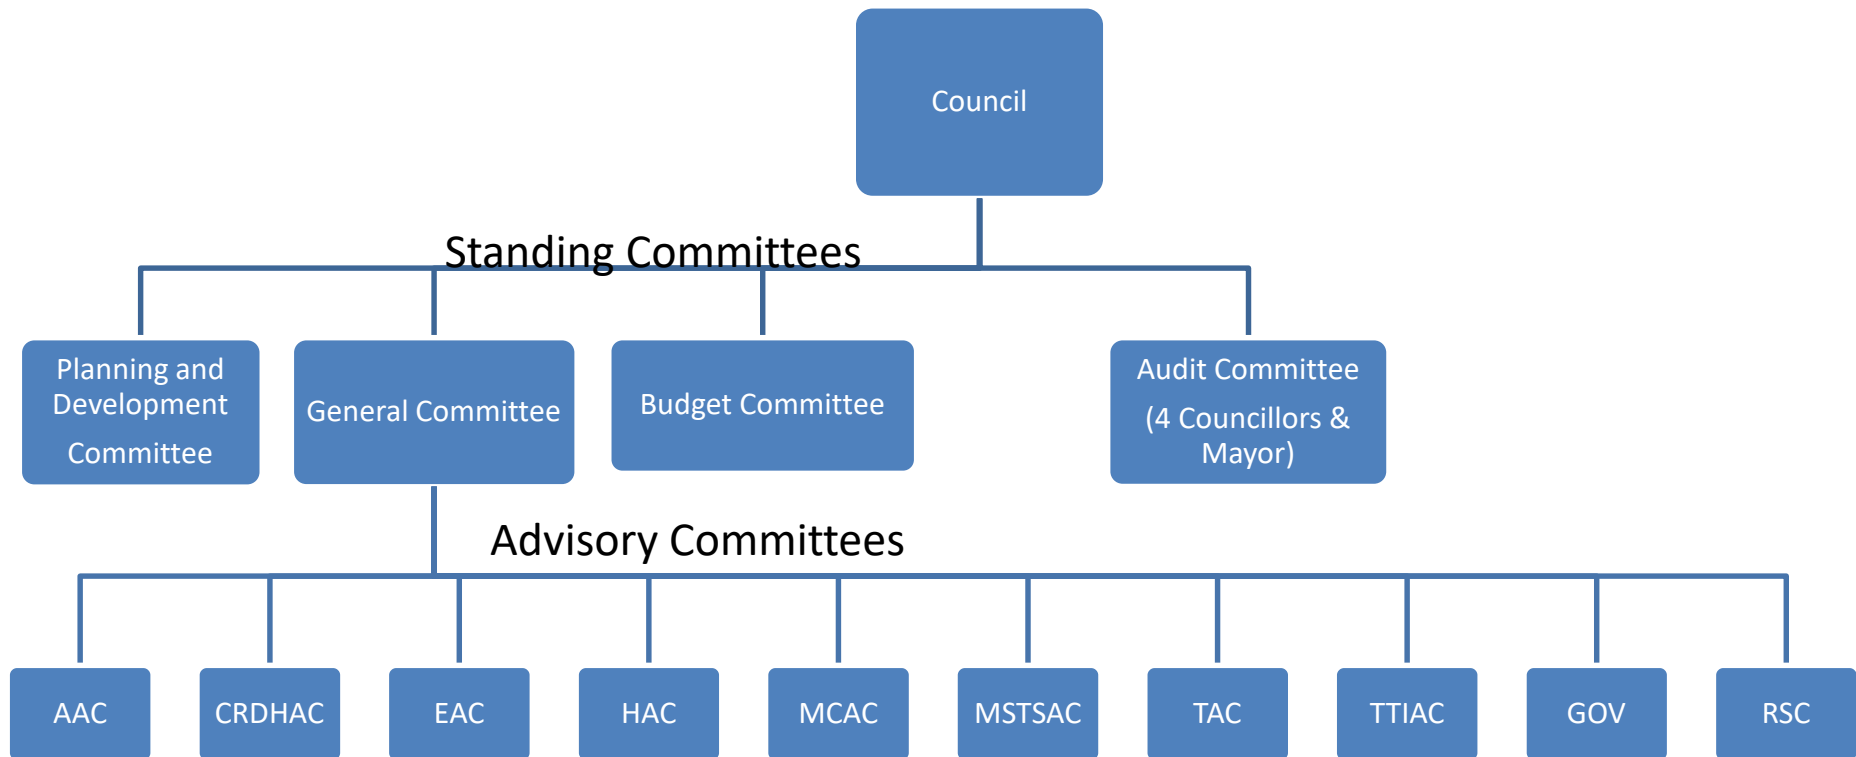 Council
Standing Committees
Planning and
Development
Committee
General Committee
Budget Committee
Audit Committee
(4 Councillors &
Mayor)
Advisory Committees
AAC
CRDHAC
EAC
HAC
MCAC
MSTSAC
TAC
TTIAC
GOV
RSC